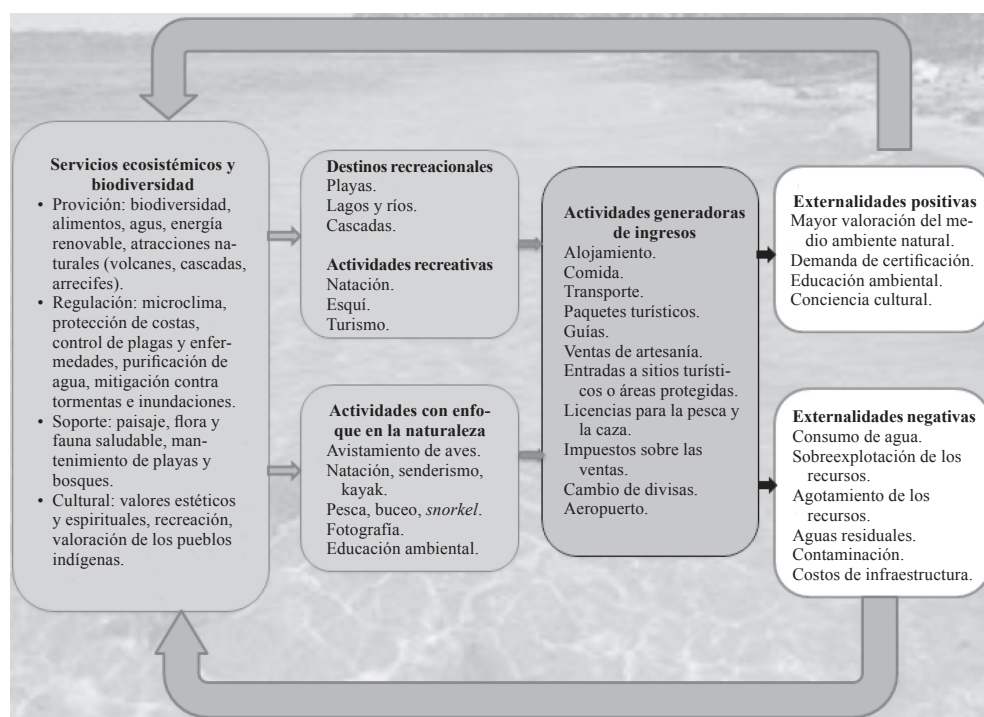 Servicios ecosistémicos y
biodiversidad
• Provición: biodiversidad,
alimentos, agus, energía
renovable, atracciones na-
turales (volcanes, cascadas,
arrecifes).
• Regulación: microclima,
protección de costas,
control de plagas y enfer-
medades, purificación de
agua, mitigación contra
tormentas e inundaciones.
• Soporte: paisaje, flora y
fauna saludable, man-
tenimiento de playas y
bosques.
• Cultural: valores estéticos
y espirituales, recreación,
valoración de los pueblos
indígenas.
Destinos recreacionales
Playas.
Lagos y ríos.
Cascadas.
Actividades recreativas
Natación.
Esquí.
Turismo.
Actividades con enfo-
que en la naturaleza
Avistamiento de aves.
Natación, senderismo,
kayak.
Pesca, buceo, snorkel.
Fotografía.
Educación ambiental.
Actividades generadoras
de ingresos
Alojamiento.
Comida.
Transporte.
Paquetes turísticos.
Guías.
Ventas de artesanía.
Entradas a sitios turísti-
cos o áreas protegidas.
Licencias para la pesca y
la caza.
Impuestos sobre las
ventas.
Cambio de divisas.
Aeropuerto.
Externalidades positivas
Mayor valoración del me-
dio ambiente natural.
Demanda de certificación.
Educación ambiental.
Conciencia cultural.
Externalidades negativas
Consumo de agua.
Sobreexplotación de los
recursos.
Agotamiento de los
recursos.
Aguas residuales.
Contaminación.
Costos de infraestructura.